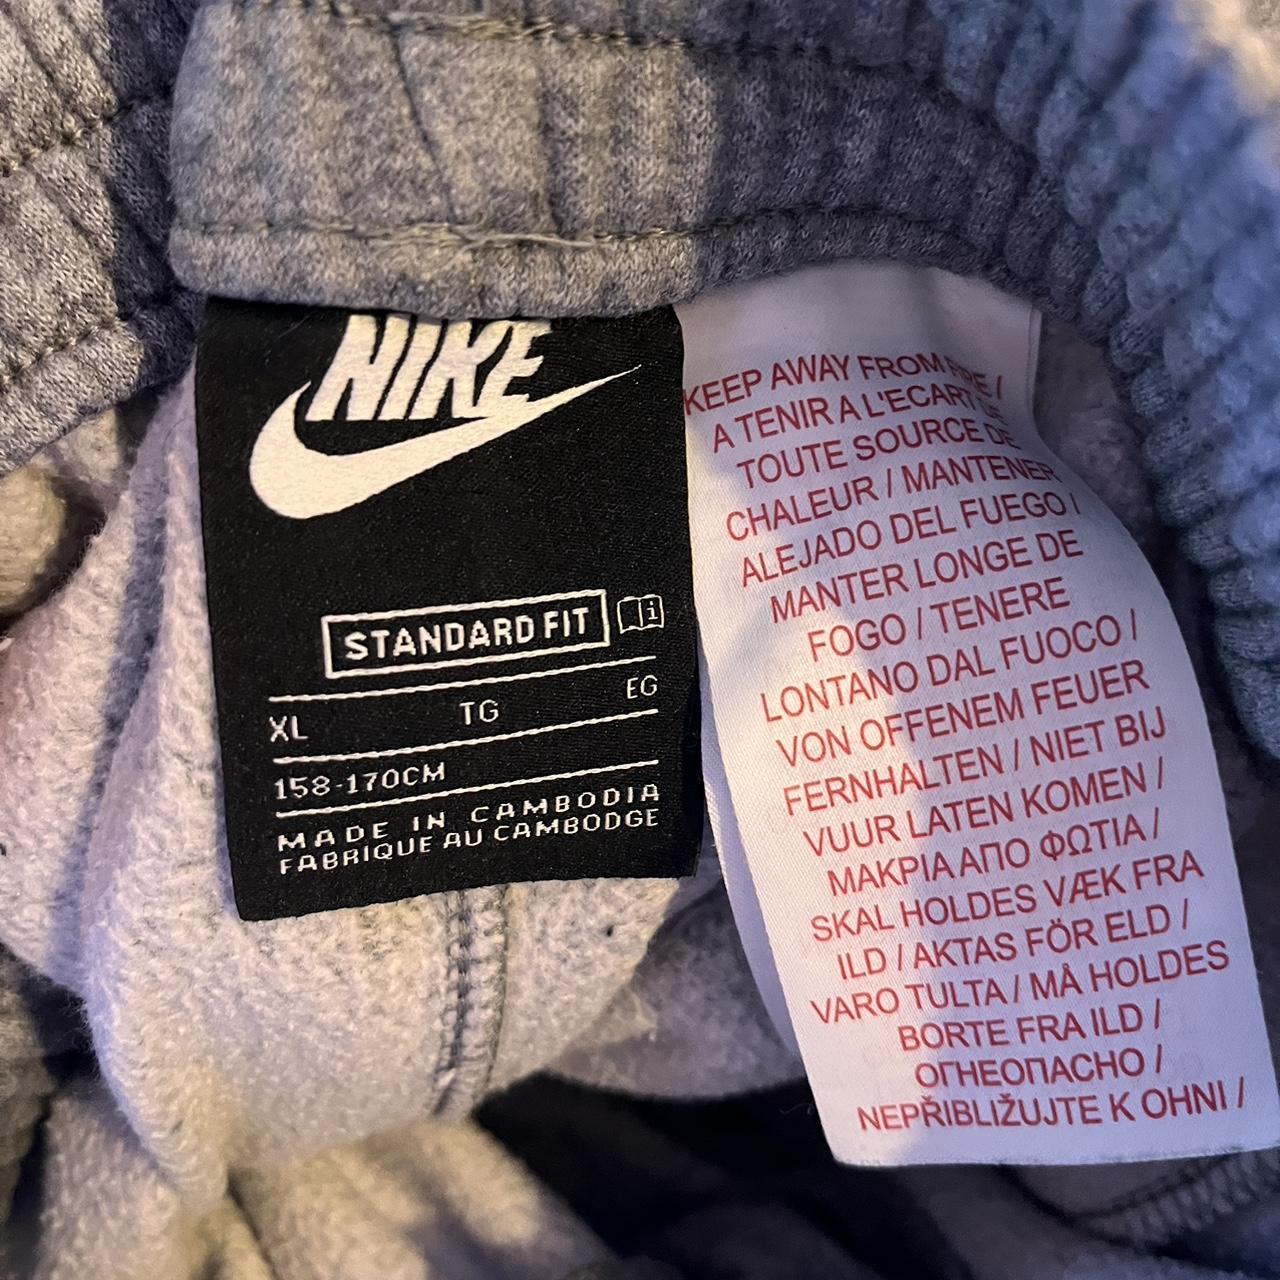 NIKE
STANDARD FIT
XL TG EG
158-170CM
MADE IN CAMBODIA
FABRIQUE AU CAMBODGE
KEEP AWAY FROM FIRE /
A TENIR A L'ECART DE
TOUTE SOURCE DE
CHALEUR / MANTENER
ALEJADO DEL FUEGO /
MANTER LONGE DE
FOGO / TENERE
LONTANO DAL FUOCO /
VON OFFENEM FEUER
FERNHALTEN / NIET BIJ
VUUR LATEN KOMEN /
ΜΑΚΡΙΑ ΑΠΟ ΦΩΤΙΑ /
SKAL HOLDES VÆK FRA
ILD / AKTAS FÖR ELD /
VARO TULTA / MÅ HOLDES
BORTE FRA ILD /
ОГНЕОПАСНО /
NEPŘIBLIŽUJTE K OHNI /